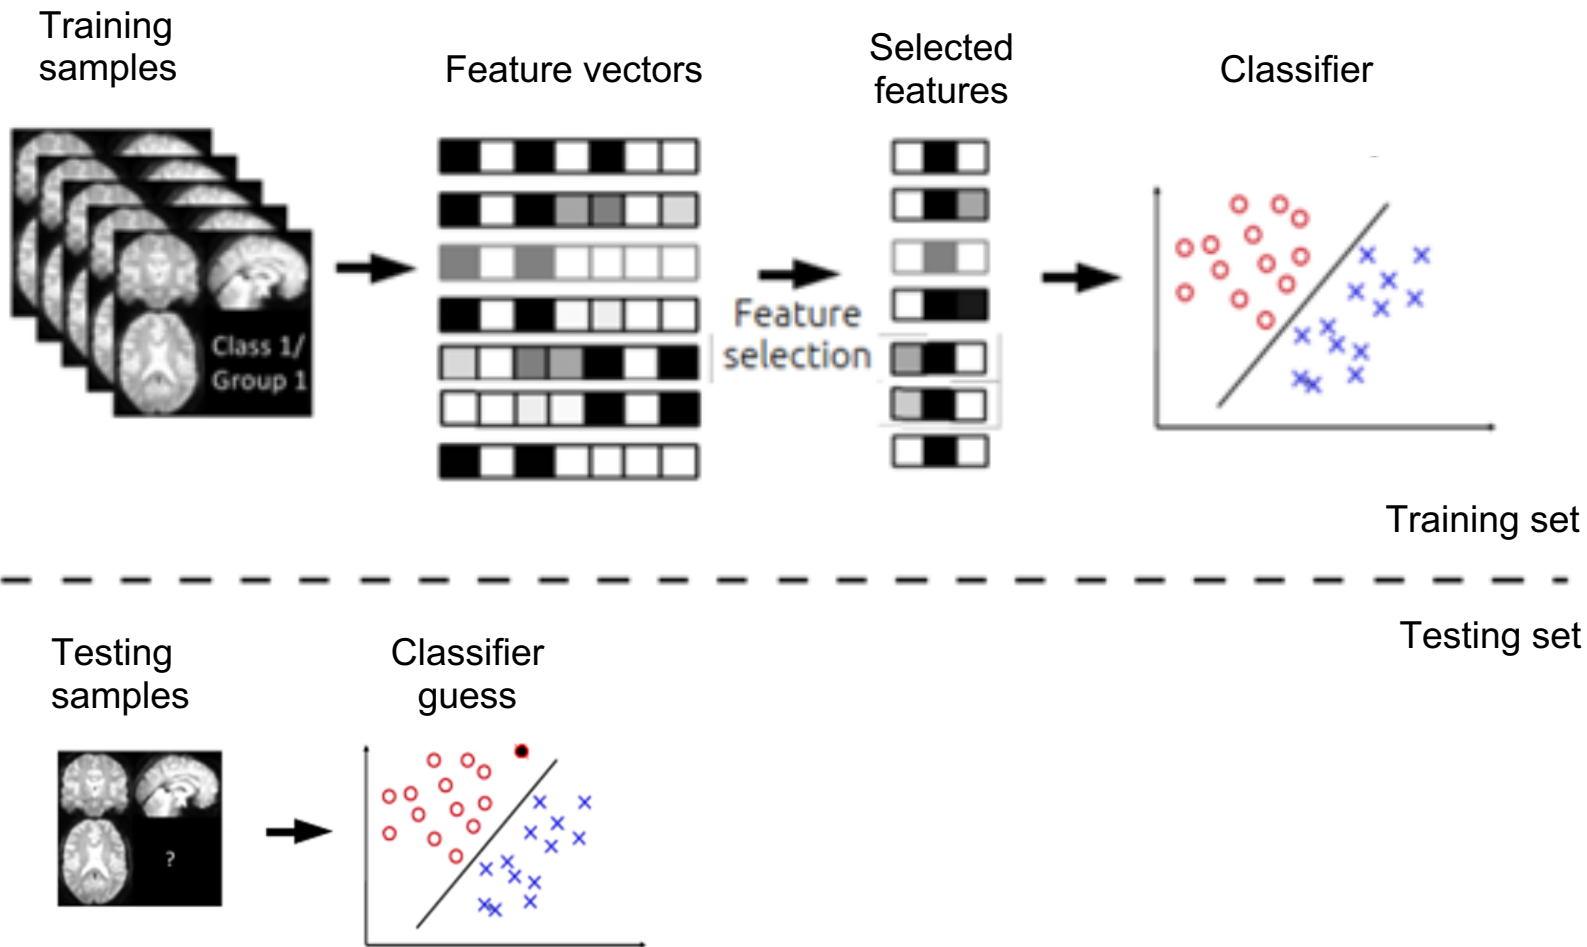 Training
samples
Feature vectors
Selected
features
Classifier
Class 1/
Group 1
Feature
selection
Training set
Testing set
Testing
samples
Classifier
guess
?